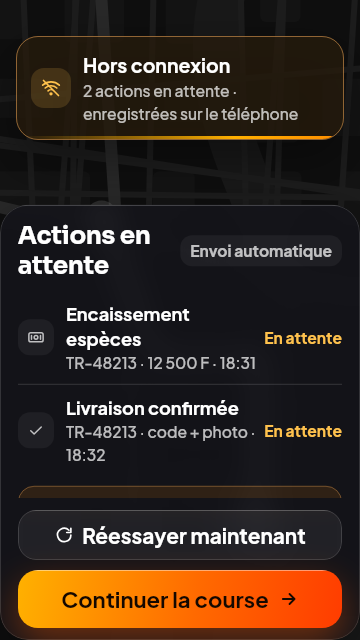 Hors connexion
2 actions en attente ·
enregistrées sur le téléphone
Actions en
attente
Envoi automatique
Encaissement
espèces
TR-48213 · 12 500 F · 18:31
En attente
Livraison confirmée
TR-48213 · code + photo ·
18:32
En attente
Réessayer maintenant
Continuer la course →